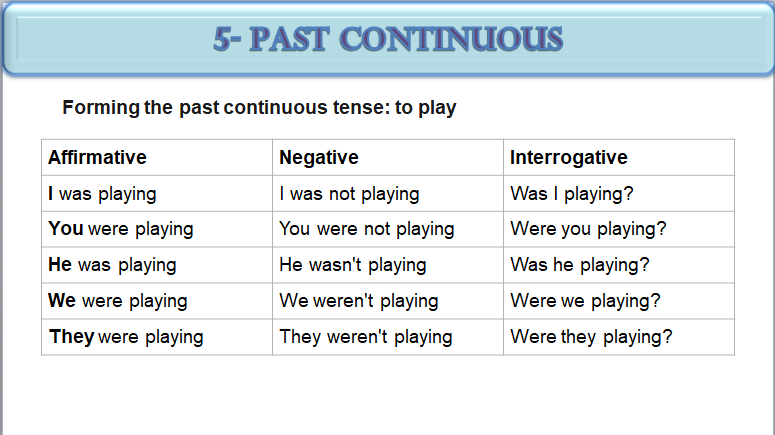 5- PAST CONTINUOUS
Forming the past continuous tense: to play
Affirmative Negative Interrogative
I was playing I was not playing Was I playing?
You were playing You were not playing Were you playing?
He was playing He wasn't playing Was he playing?
We were playing We weren't playing Were we playing?
They were playing They weren't playing Were they playing?